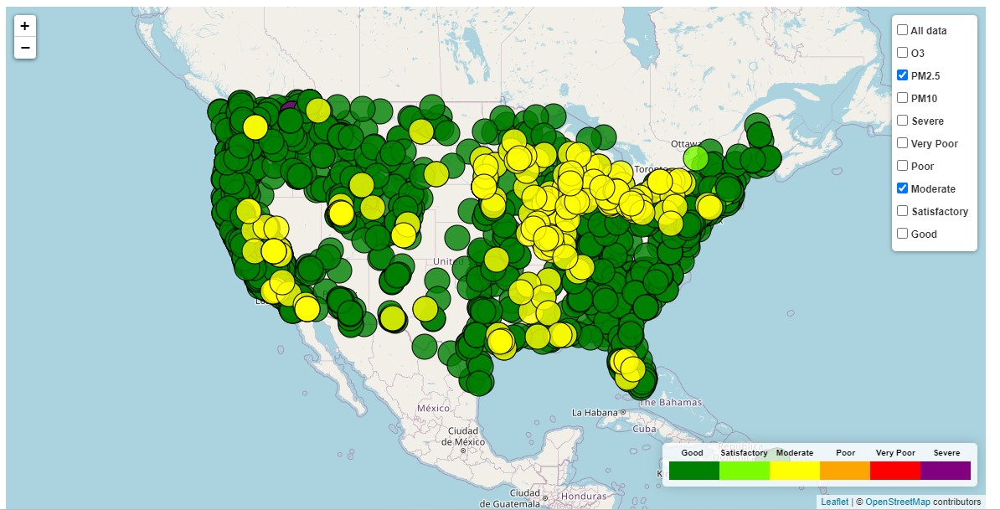 +
−
All data
O3
PM2.5
PM10
Severe
Very Poor
Poor
Moderate
Satisfactory
Good
Ottawa
Toronto
United
México
La Habana
The Bahamas
Cuba
Ciudad
de México
Ciudad
de Guatemala
Honduras
Good Satisfactory Moderate Poor Very Poor Severe
Leaflet | © OpenStreetMap contributors